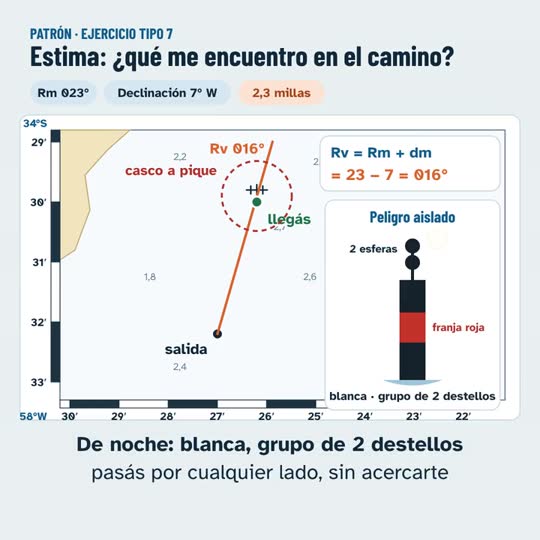 PATRÓN · EJERCICIO TIPO 7
Estima: ¿qué me encuentro en el camino?
Rm 023°
Declinación 7° W
2,3 millas
34°S
29'
30'
31'
32'
33'
58°W
30'
29'
28'
27'
26'
25'
24'
23'
22'
2,2
Rv 016°
casco a pique
llegás
2,7
1,8
2,6
salida
2,4
Rv = Rm + dm
= 23 − 7 = 016°
Peligro aislado
2 esferas
franja roja
blanca · grupo de 2 destellos
De noche: blanca, grupo de 2 destellos
pasás por cualquier lado, sin acercarte